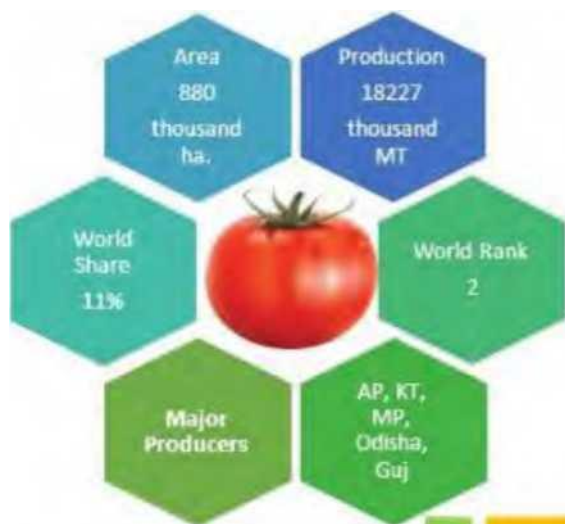 Area
880
thousand
ha.
Production
18227
thousand
MT
World
Share
11%
World Rank
2
Major
Producers
AP, KT,
MP,
Odisha,
Guj